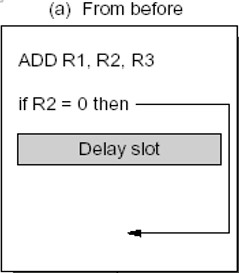 (a) From before
ADD R1, R2, R3
if R2 = 0 then
Delay slot